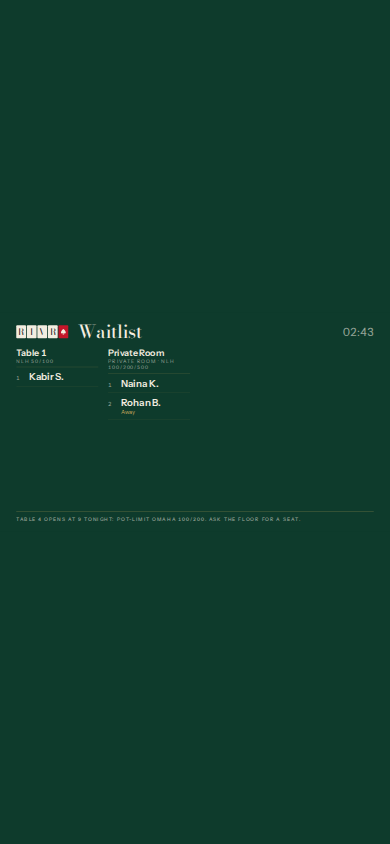 RIVR♠ Waitlist 02:43
Table 1
NLH 50/100
1 Kabir S.
Private Room
PRIVATE ROOM · NLH
100/200/500
1 Naina K.
2 Rohan B.
Away
TABLE 4 OPENS AT 9 TONIGHT: POT-LIMIT OMAHA 100/200. ASK THE FLOOR FOR A SEAT.